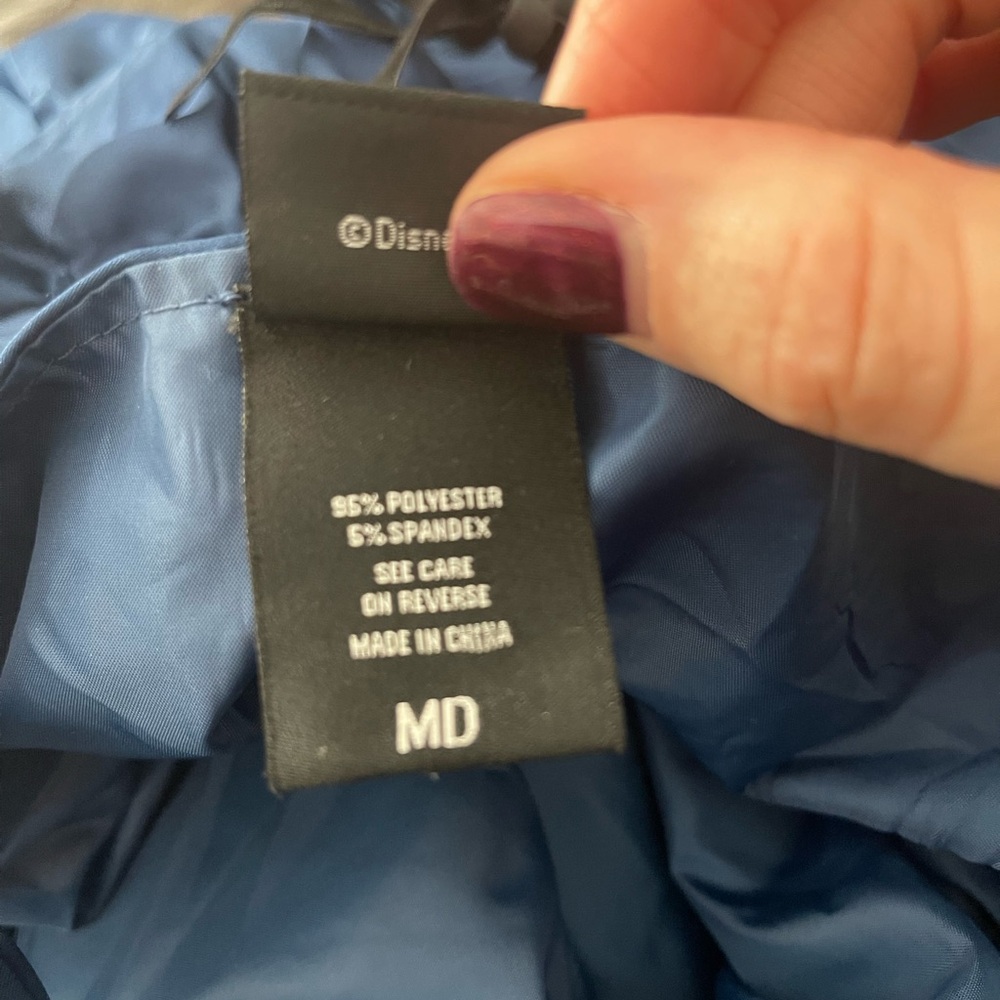 ©Disne
95% POLYESTER
5% SPANDEX
SEE CARE
ON REVERSE
MADE IN CHINA
MD